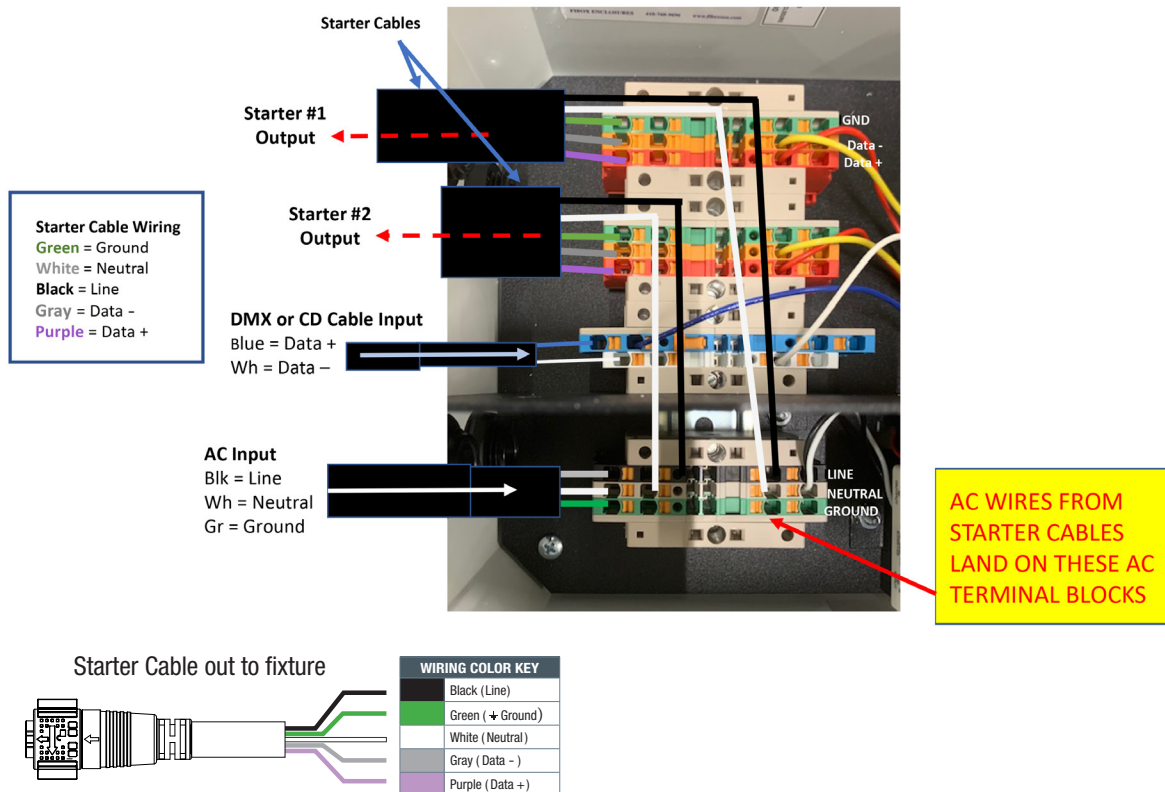 FIBOX ENCLOSURES
Starter Cables
Starter #1
Output
GND
Data -
Data +
Starter #2
Output
Starter Cable Wiring
Green = Ground
White = Neutral
Black = Line
Gray = Data -
Purple = Data +
DMX or CD Cable Input
Blue = Data +
Wh = Data –
AC Input
Blk = Line
Wh = Neutral
Gr = Ground
LINE
NEUTRAL
GROUND
AC WIRES FROM
STARTER CABLES
LAND ON THESE AC
TERMINAL BLOCKS
Starter Cable out to fixture
WIRING COLOR KEY
Black (Line)
Green ( ⏚ Ground)
White (Neutral)
Gray (Data - )
Purple (Data +)